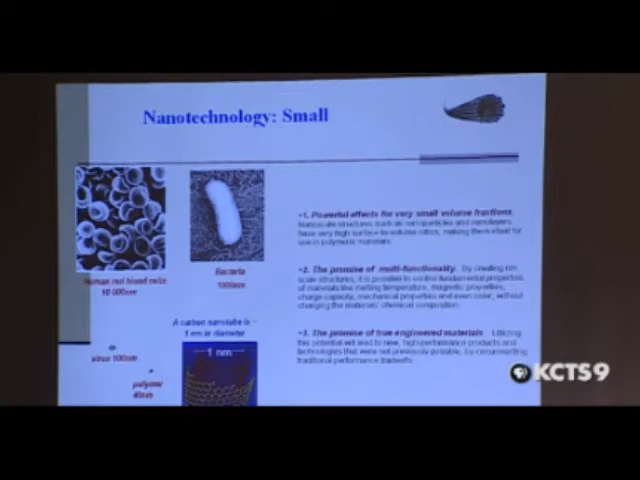 Nanotechnology: Small
Human red blood cells
10 000nm
Bacteria
1000nm
A carbon nanotube is ~
1 nm in diameter
1 nm
virus 100nm
polymer
40nm
•1. Powerful effects for very small volume fractions.
Nanoscale structures such as nanoparticles and nanolayers
have very high surface-to-volume ratios, making them ideal for
use in polymeric materials.
•2. The promise of multi-functionality. By creating nm
scale structures, it is possible to control fundamental properties
of materials like melting temperature, magnetic properties,
charge capacity, mechanical properties and even color, without
changing the materials' chemical composition.
•3. The promise of true engineered materials. Utilizing
this potential will lead to new, high-performance products and
technologies that were not previously possible, by circumventing
traditional performance tradeoffs.
KCTS9